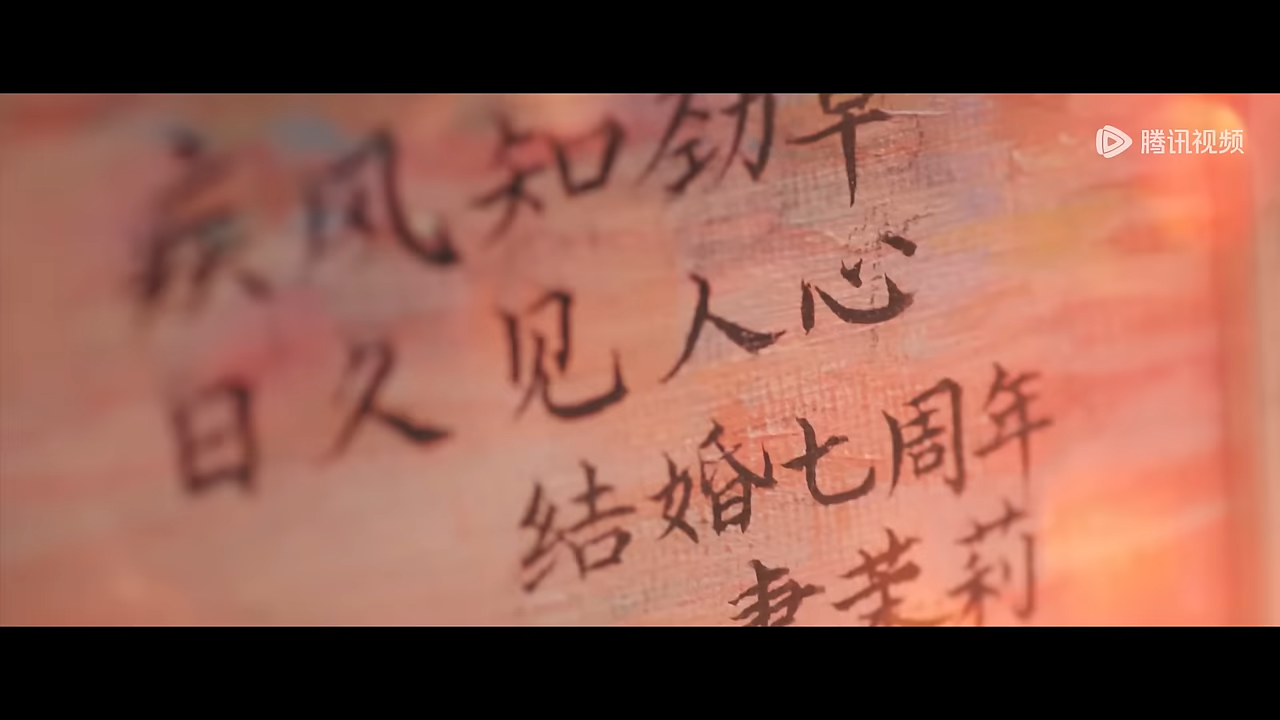 腾讯视频
疾风知劲草
日久见人心
结婚七周年
妻茉莉